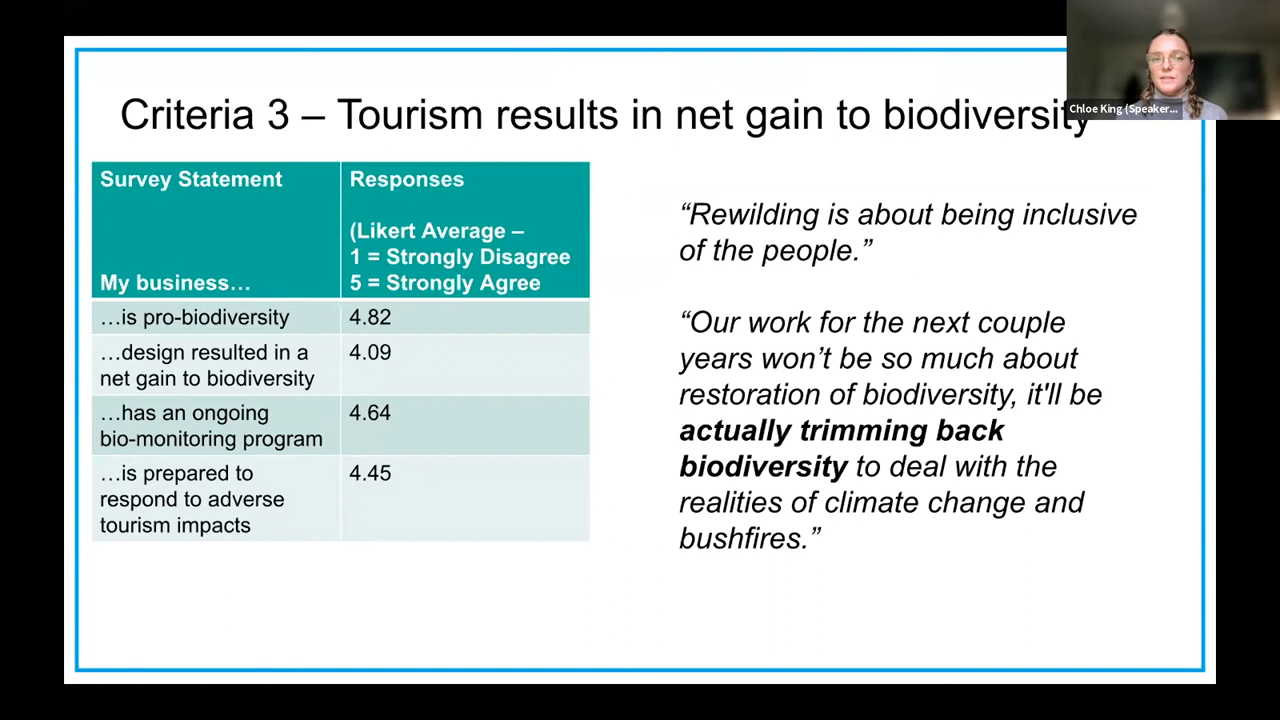 Criteria 3 – Tourism results in net gain to biodiversity
Chloe King (Speaker...
Survey Statement
My business…
Responses
(Likert Average –
1 = Strongly Disagree
5 = Strongly Agree
…is pro-biodiversity
4.82
…design resulted in a
net gain to biodiversity
4.09
…has an ongoing
bio-monitoring program
4.64
…is prepared to
respond to adverse
tourism impacts
4.45
“Rewilding is about being inclusive
of the people.”
“Our work for the next couple
years won’t be so much about
restoration of biodiversity, it'll be
actually trimming back
biodiversity to deal with the
realities of climate change and
bushfires.”